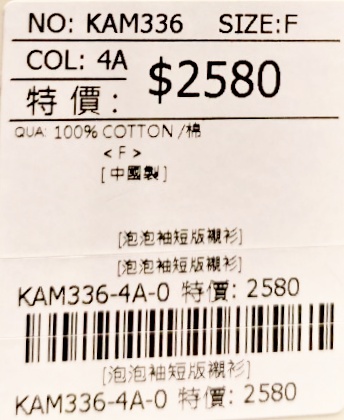 NO: KAM336 SIZE:F
COL: 4A
特價: $2580
QUA: 100% COTTON /棉
< F >
[中國製]
[泡泡袖短版襯衫]
[泡泡袖短版襯衫]
KAM336-4A-0 特價: 2580
[泡泡袖短版襯衫]
KAM336-4A-0 特價: 2580